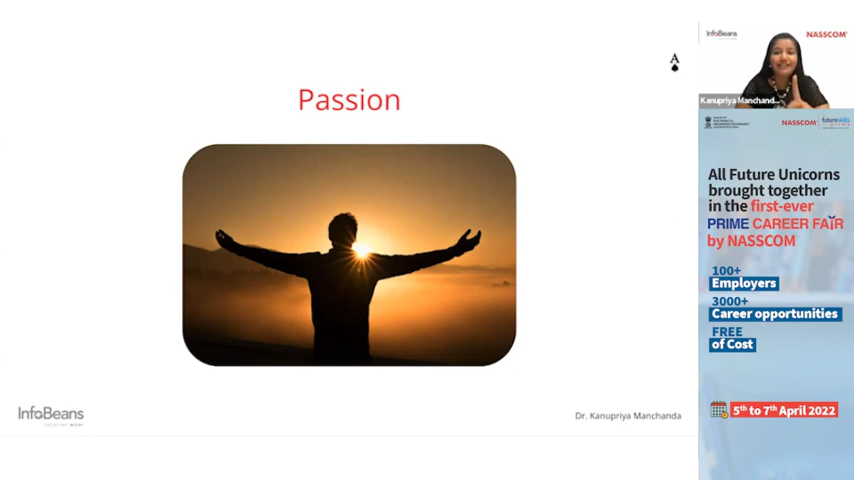 Passion
A
InfoBeans
CREATING WOW!
Dr. Kanupriya Manchanda
InfoBeans
NASSCOM
Kanupriya Manchand...
NASSCOM
futureskills
All Future Unicorns
brought together
in the first-ever
PRIME CAREER FAIR
by NASSCOM
100+
Employers
3000+
Career opportunities
FREE
of Cost
5th to 7th April 2022